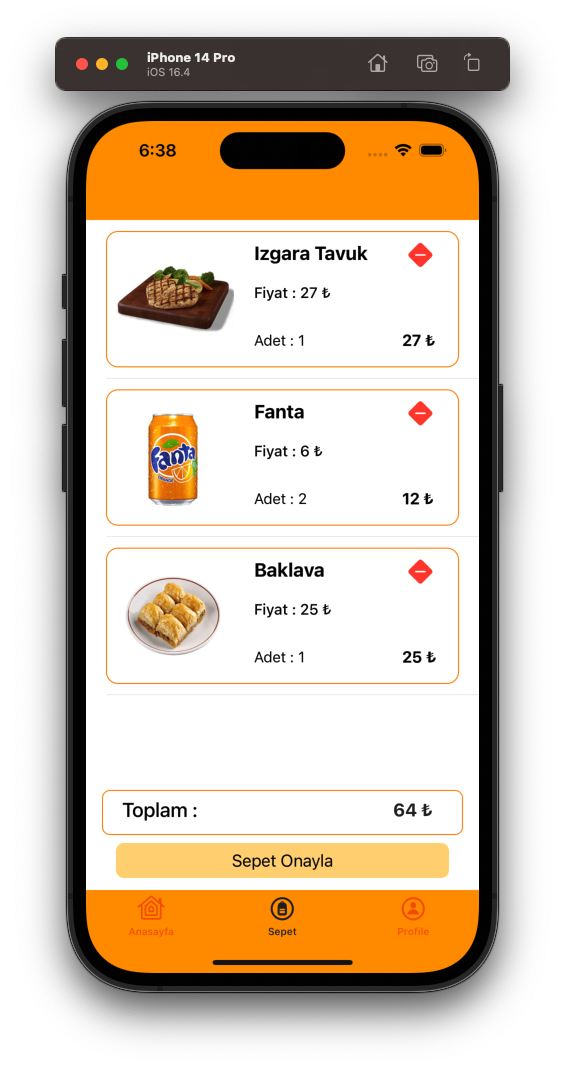 iPhone 14 Pro
iOS 16.4
6:38
Izgara Tavuk
Fiyat : 27 ₺
Adet : 1 27 ₺
Fanta
Fanta
Fiyat : 6 ₺
Adet : 2 12 ₺
Baklava
Fiyat : 25 ₺
Adet : 1 25 ₺
Toplam : 64 ₺
Sepet Onayla
Anasayfa Sepet Profile